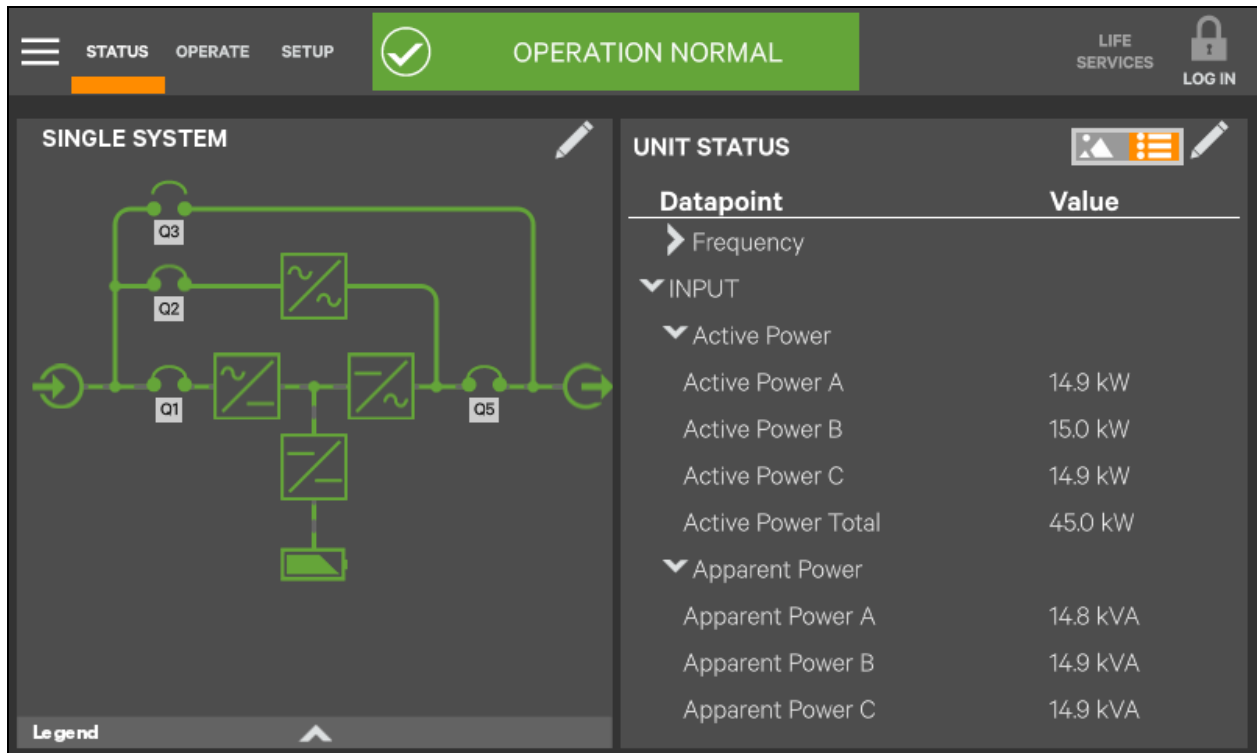 STATUS OPERATE SETUP OPERATION NORMAL LIFE SERVICES LOG IN
SINGLE SYSTEM
Q3
Q2
Q1 Q5
Legend
UNIT STATUS
Datapoint Value
Frequency
INPUT
Active Power
Active Power A 14.9 kW
Active Power B 15.0 kW
Active Power C 14.9 kW
Active Power Total 45.0 kW
Apparent Power
Apparent Power A 14.8 kVA
Apparent Power B 14.9 kVA
Apparent Power C 14.9 kVA